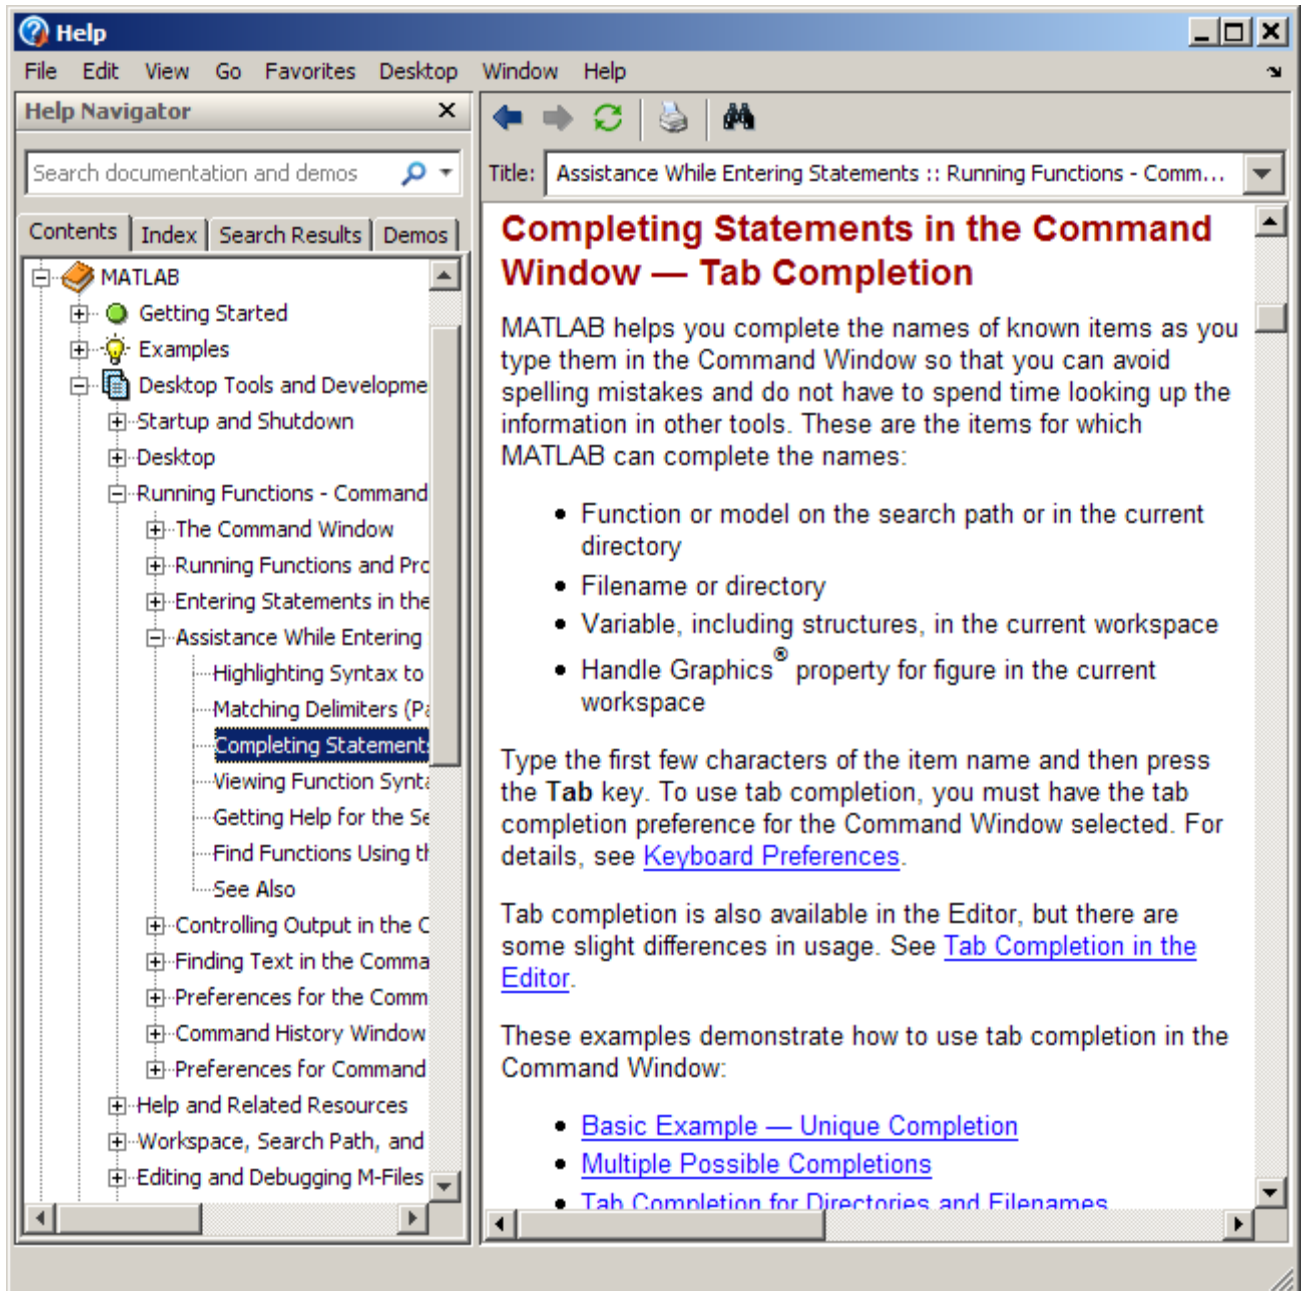 Help
File Edit View Go Favorites Desktop Window Help
Help Navigator
Search documentation and demos
Contents Index Search Results Demos
MATLAB
Getting Started
Examples
Desktop Tools and Developme
Startup and Shutdown
Desktop
Running Functions - Command
The Command Window
Running Functions and Pro
Entering Statements in the
Assistance While Entering
Highlighting Syntax to
Matching Delimiters (Pa
Completing Statements
Viewing Function Synta
Getting Help for the Se
Find Functions Using th
See Also
Controlling Output in the C
Finding Text in the Comma
Preferences for the Comm
Command History Window
Preferences for Command
Help and Related Resources
Workspace, Search Path, and
Editing and Debugging M-Files
Title: Assistance While Entering Statements :: Running Functions - Comm...
Completing Statements in the Command
Window — Tab Completion
MATLAB helps you complete the names of known items as you
type them in the Command Window so that you can avoid
spelling mistakes and do not have to spend time looking up the
information in other tools. These are the items for which
MATLAB can complete the names:
• Function or model on the search path or in the current
directory
• Filename or directory
• Variable, including structures, in the current workspace
• Handle Graphics® property for figure in the current
workspace
Type the first few characters of the item name and then press
the Tab key. To use tab completion, you must have the tab
completion preference for the Command Window selected. For
details, see Keyboard Preferences.
Tab completion is also available in the Editor, but there are
some slight differences in usage. See Tab Completion in the
Editor.
These examples demonstrate how to use tab completion in the
Command Window:
• Basic Example — Unique Completion
• Multiple Possible Completions
• Tab Completion for Directories and Filenames